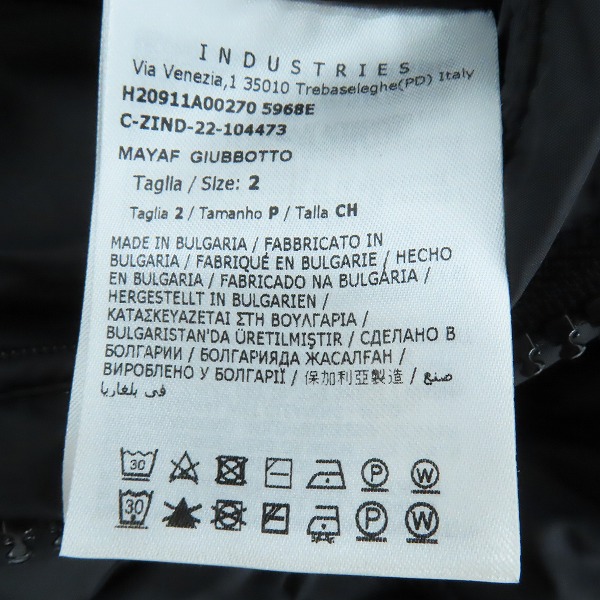 INDUSTRIES
Via Venezia,1 35010 Trebaseleghe(PD) Italy
H20911A00270 5968E
C-ZIND-22-104473
MAYAF GIUBBOTTO
Taglia / Size: 2
Taglia 2 / Tamanho P / Talla CH
MADE IN BULGARIA / FABBRICATO IN
BULGARIA / FABRIQUÉ EN BULGARIE / HECHO
EN BULGARIA / FABRICADO NA BULGÁRIA /
HERGESTELLT IN BULGARIEN /
ΚΑΤΑΣΚΕΥΑΖΕΤΑΙ ΣΤΗ ΒΟΥΛΓΑΡΙΑ /
BULGARISTAN'DA ÜRETILMIŞTIR / СДЕЛАНО В
БОЛГАРИИ / БОЛГАРИЯДА ЖАСАЛҒАН /
ВИРОБЛЕНО У БОЛГАРІЇ / 保加利亞製造 / صنع
في بلغاريا
30 P W
30 P W